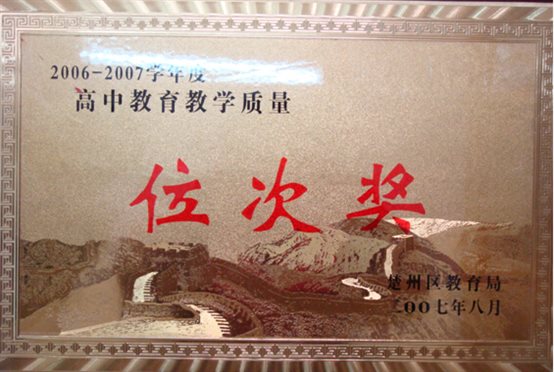 2006-2007学年度
高中教育教学质量
位次奖
楚州区教育局
二00七年八月